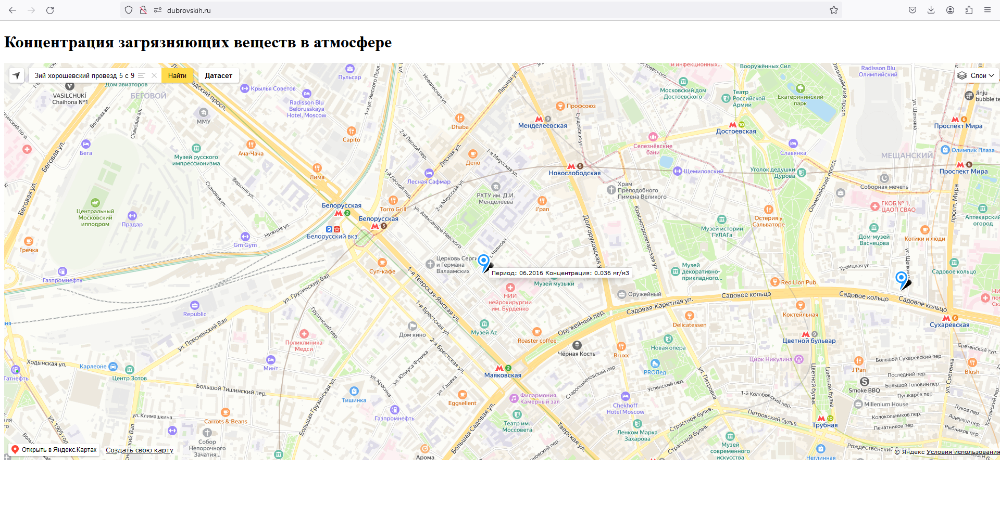 dubrovskih.ru
Концентрация загрязняющих веществ в атмосфере
3ий хорошевский провезд 5 с 9
Найти
Датасет
Слои
Дом авиаторов
VASILCHUKÍ
Chaihona №1
БЕГОВОЙ
Беговая ал.
Скаковая ал.
ММУ
Крылья Советов
Radisson Blu
Belorusskaya
Hotel, Moscow
Пульсар
1-я ул. Ямского Поля
Новолесная ул.
Лесная ул.
Dhaba
Capito
2-й Лесной пер.
Менделеевская
9
Профсоюз
Сущёвская ул.
и инфекционных...
Московский дом
Достоевского
Вооружённых Сил
Театр
Российской
Армии
Екатерининский
парк
Олимпийский просп.
Radisson Blu
Олимпийский
Jinju
bubble te
ул. Щепкина
Проспект Мира
6
Достоевская
10
Селезнёвские
бани
Славянка
МЕЩАНСКИЙ
Олимпик Плаза
Проспект Мира
5
Беговая ул.
Бега
Музей русского
импрессионизма
Ача-Чача
Лима
Депо
Лесная ул.
1-я Миусская ул.
Лесная Сафмар
1-й Лесной пер.
2-я Миусская ул.
РХТУ им. Д.И.
Менделеева
Новослободская
5
Щемиловский
Уголок дедушки
Дурова
Соборная мечеть
Храм
Преподобного
Пимена Великого
Скаковая ул.
Верхняя ул.
Беговая ул.
Центральный
Московский
ипподром
Прадар
Белорусская
2
Белорусская
5
Белорусский вкз.
Torro Grill
J'pan
ул. Александра Невского
Долгоруковская ул.
Краснопролетарская ул.
Музей истории
ГУЛАГа
Остерия у
Сальваторе
Олимпийский просп.
ГКОБ № 1,
ЦАОП СВАО
Дом-музей
Васнецова
Котики и люди
просп. Мира
Аптекарский
огород
Нижняя ул.
Gm Gym
Гречка
Газпромнефть
Суп-кафе
Церковь Серги
и Германа
Валаамских
Чаянова
Период: 06.2016 Концентрация: 0.036 мг/м3
Музей музыки
НИИ
нейрохирургии
им. Бурденко
Музей
декоративно-
прикладного...
Red Lion Pub
Троицкая ул.
Садовое кольцо
Оружейный
Садовое кольцо
Садовое кольцо
Садовое кольцо
1-я Тверская-Ямская ул.
ул. Грузинский Вал
Republic
Грузинский пер.
1-я Брестская ул.
Садовая-Каретная ул.
Оружейный пер.
Коктейльная
Delicatessen
Сухаревская
6
Цветной бульвар
9
ул. Пресненский Вал
Поликлиника
Медси
Дом кино
Музей Az
Roaster coffee
2-я Брестская ул.
Чёрная Кость
Bruxx
Новая опера
Цирк Никулина
Сретенский туп.
Большой Сухаревский пер.
Ходынская ул.
Карлеоне
Центр Зотов
Минт
ул. Юлиуса Фучика
Маяковская
2
PROЛед
J'Pan
Blush
Последний пер.
Большой Головин пер.
Smoke BBQ
Пушкарёв пер.
Большой Тишинский пер.
Тишинка
ул. Красина
ул. Гашека
Старопименовский пер.
Успенский пер.
ул. Петровка
1-й Колобовский пер.
Цветной бульв.
Цветной бульв.
ул. Сретенка
Eggsellent
Филармония,
Камерный зал
Chekhoff
Hotel Moscow
Millenium House
Луков пер.
Ащеулов пер.
Колокольников пер.
Печатников пер.
Рыбников пер.
ул. 1905 года
ул. Климашкина
Carrots & Beans
Газпромнефть
Большая Грузинская ул.
Большая Садовая ул.
Театр им.
Моссовета
Тверская ул.
Ленком Марка
Захарова
Страстной бульв.
Страстной бульв.
Петровский бульв.
Трубная
10
Собор
Непорочного
Зачатия...
Арома
Музей
современного
искусства
Неглинная
Рождественский бульв.
Открыть в Яндекс.Картах
Создать свою карту
© Яндекс Условия использования